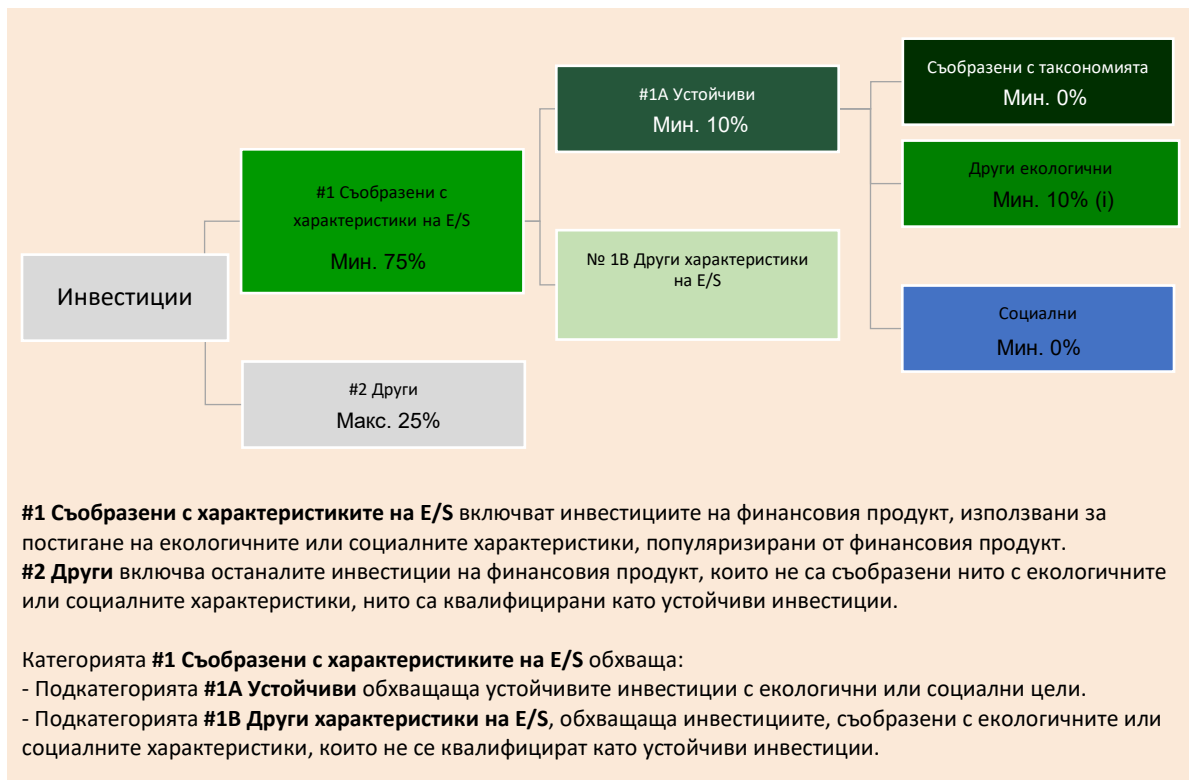 Инвестиции
#1 Съобразени с
характеристики на E/S
Мин. 75%
#2 Други
Макс. 25%
#1A Устойчиви
Мин. 10%
№ 1B Други характеристики
на E/S
Съобразени с таксономията
Мин. 0%
Други екологични
Мин. 10% (i)
Социални
Мин. 0%
#1 Съобразени с характеристиките на E/S включват инвестициите на финансовия продукт, използвани за
постигане на екологичните или социалните характеристики, популяризирани от финансовия продукт.
#2 Други включва останалите инвестиции на финансовия продукт, които не са съобразени нито с екологичните
или социалните характеристики, нито са квалифицирани като устойчиви инвестиции.
Категорията #1 Съобразени с характеристиките на E/S обхваща:
- Подкатегорията #1A Устойчиви обхващаща устойчивите инвестиции с екологични или социални цели.
- Подкатегорията #1B Други характеристики на E/S, обхващаща инвестициите, съобразени с екологичните или
социалните характеристики, които не се квалифицират като устойчиви инвестиции.